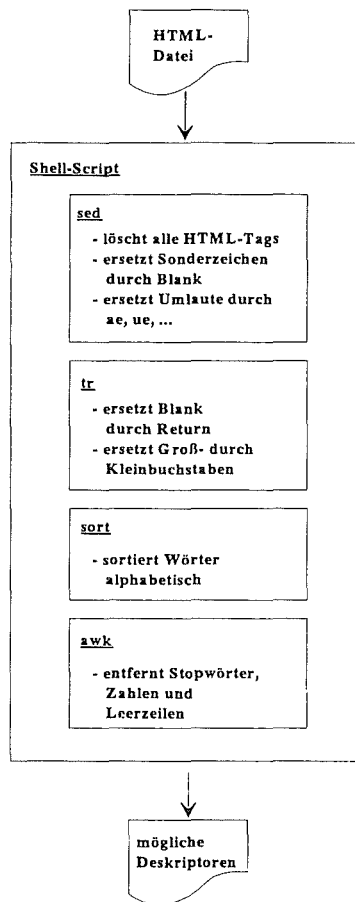 HTML-
Datei
Shell-Script
sed
- löscht alle HTML-Tags
- ersetzt Sonderzeichen
durch Blank
- ersetzt Umlaute durch
ae, ue, ...
tr
- ersetzt Blank
durch Return
- ersetzt Groß- durch
Kleinbuchstaben
sort
- sortiert Wörter
alphabetisch
awk
- entfernt Stopwörter,
Zahlen und
Leerzeilen
mögliche
Deskriptoren